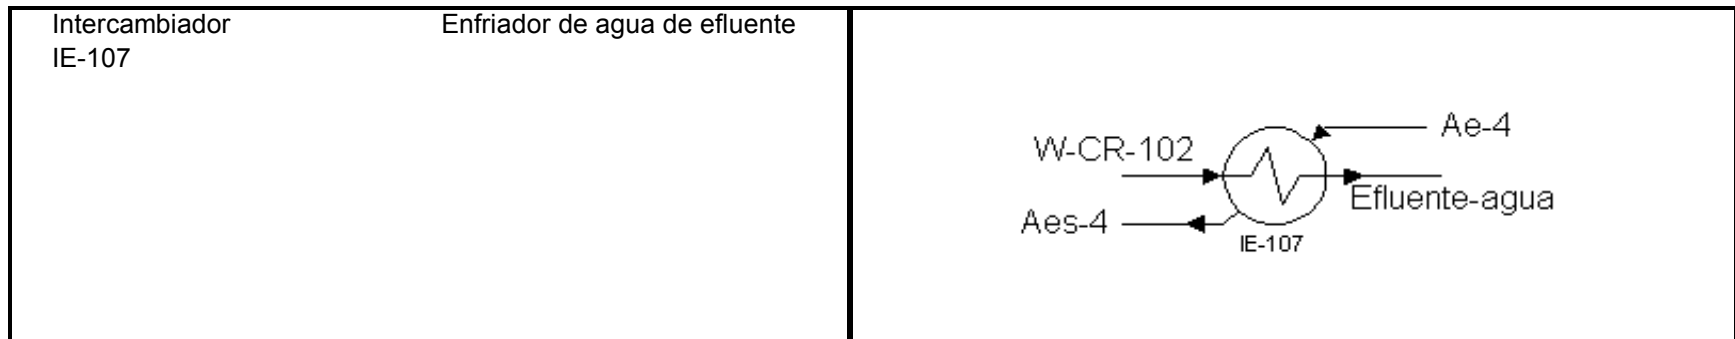 Intercambiador Enfriador de agua de efluente
IE-107
Ae-4
W-CR-102
Efluente-agua
Aes-4
IE-107